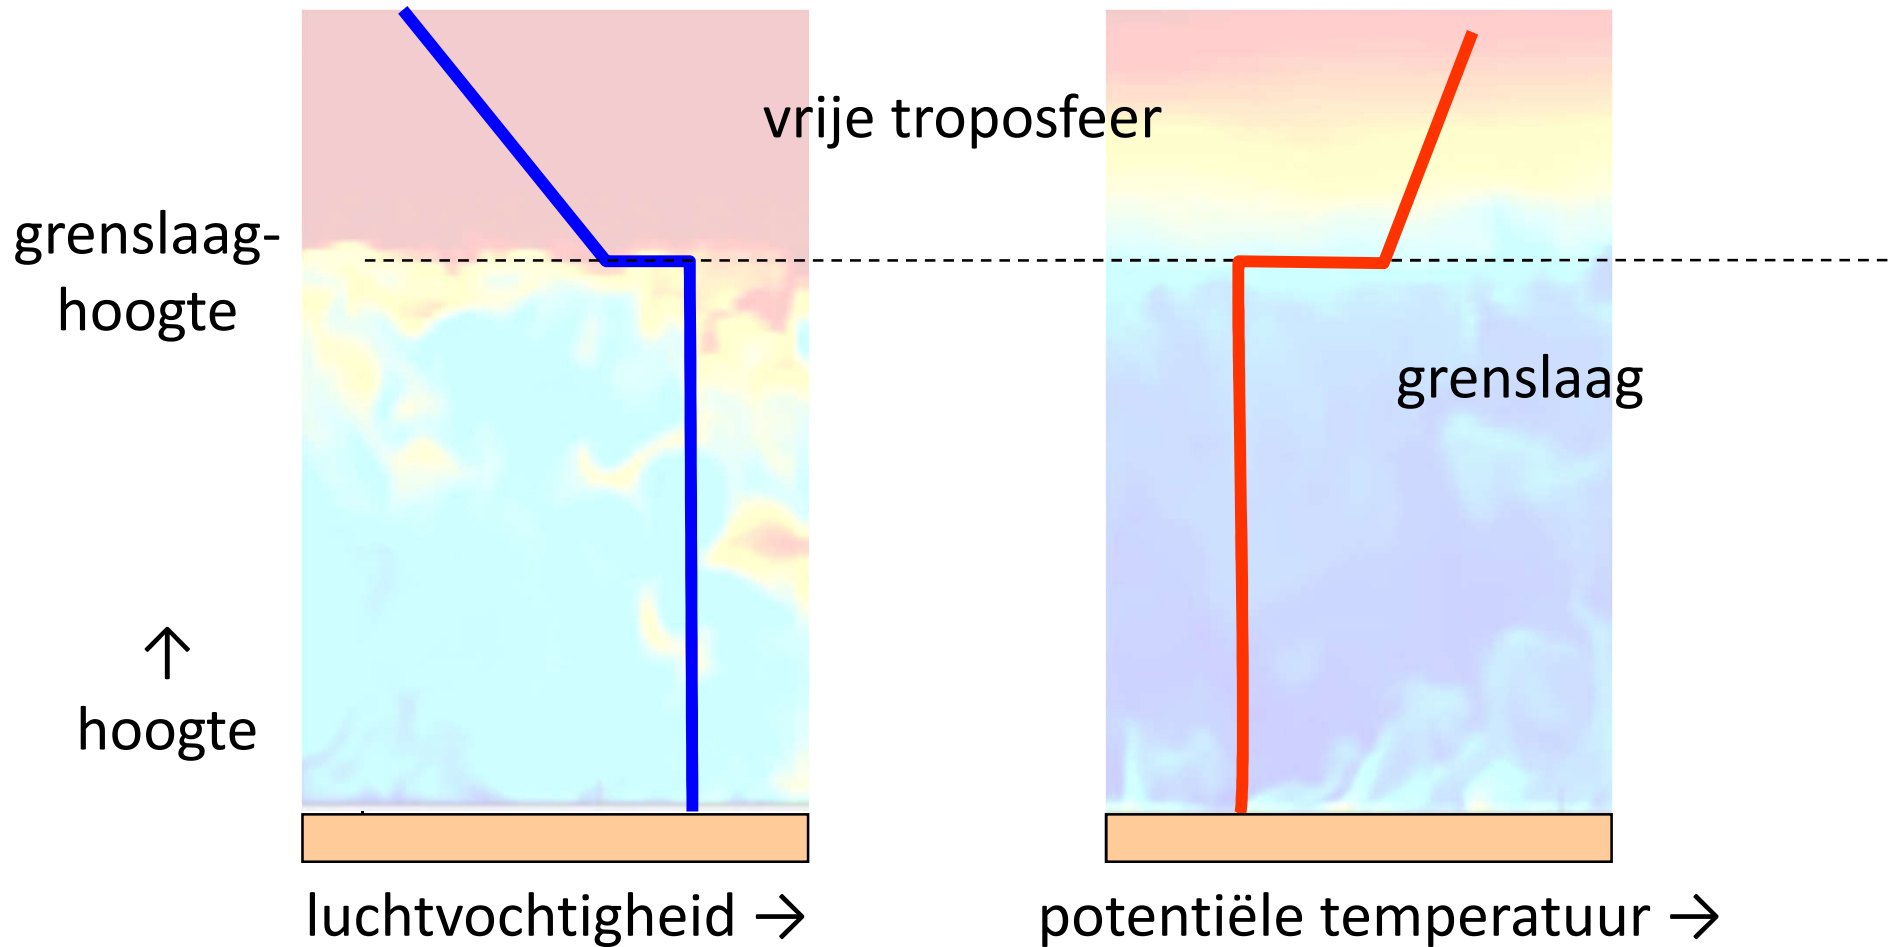 vrije troposfeer
grenslaag-
hoogte
grenslaag
↑
hoogte
luchtvochtigheid →
potentiële temperatuur →